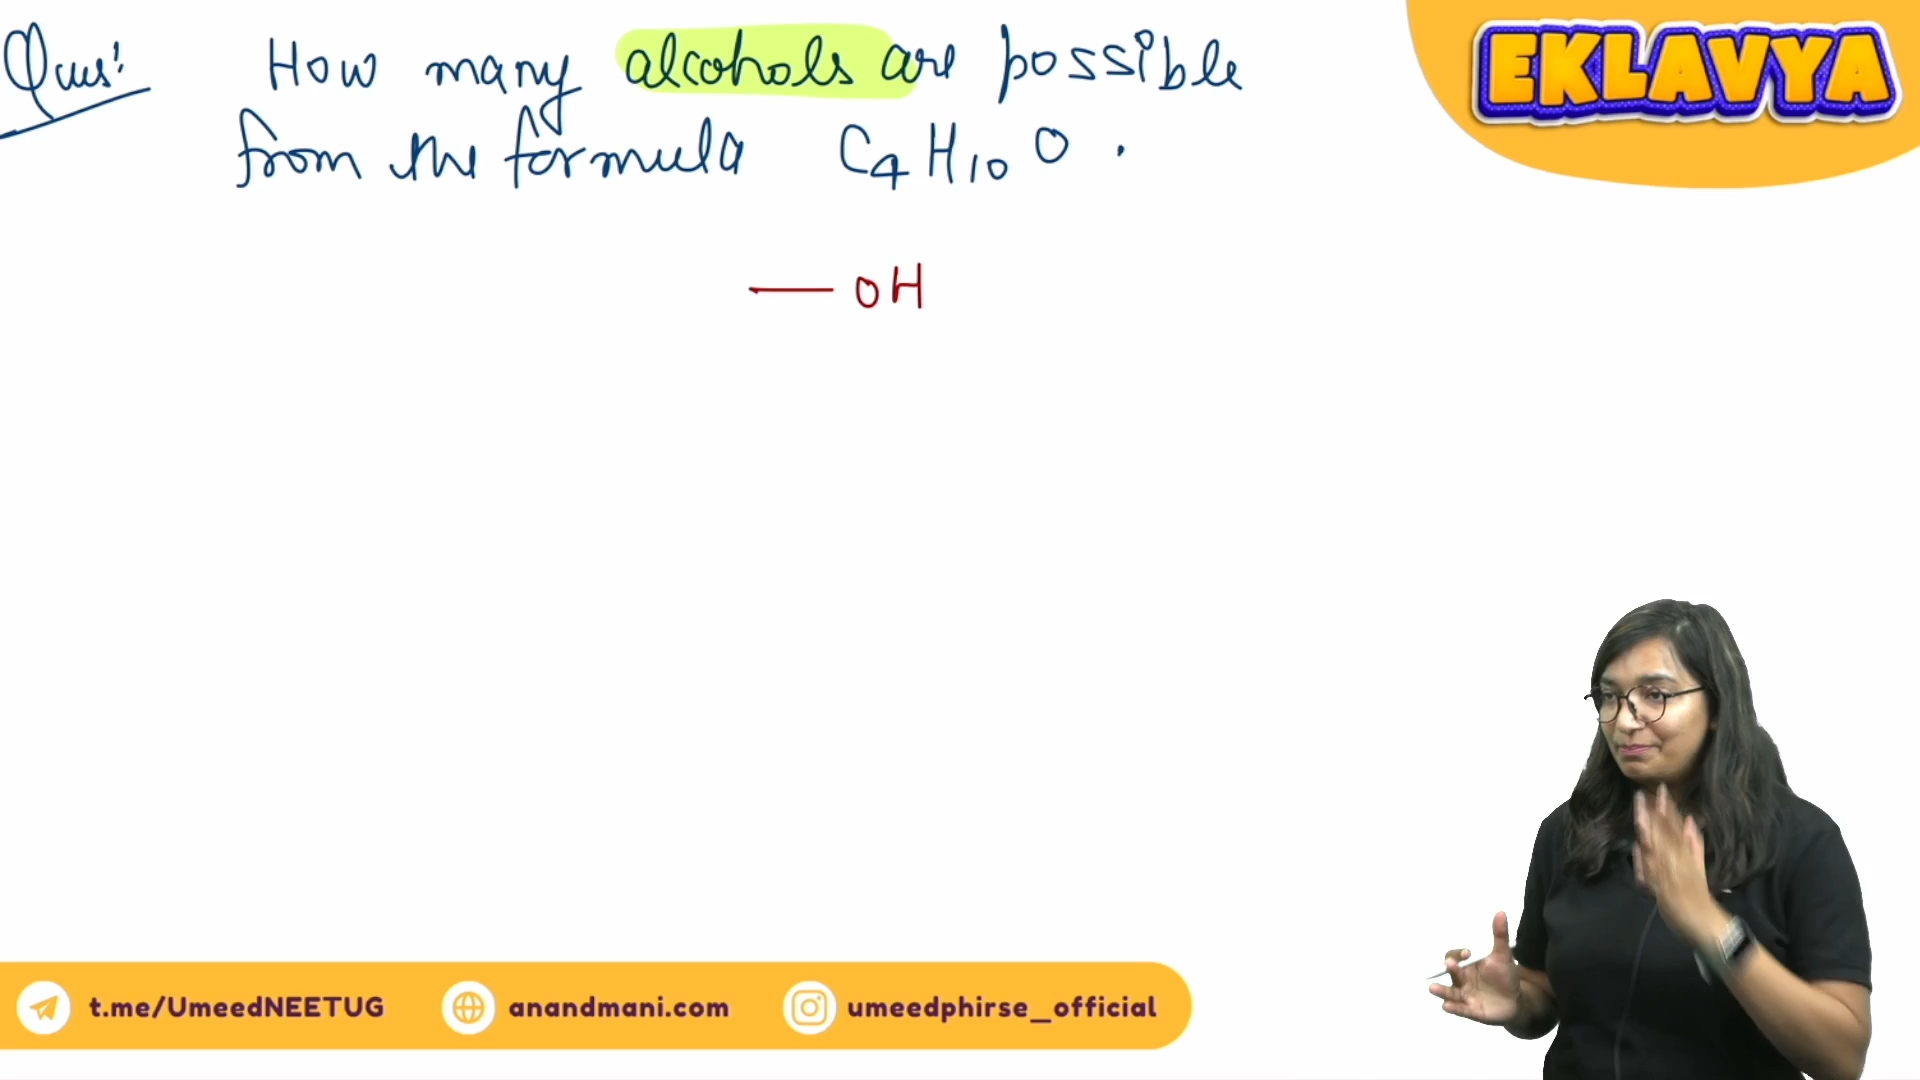 Ques:
How many alcohols are possible
from the formula C₄H₁₀O.
— OH
EKLAVYA
t.me/UmeedNEETUG
anandmani.com
umeedphirse_official